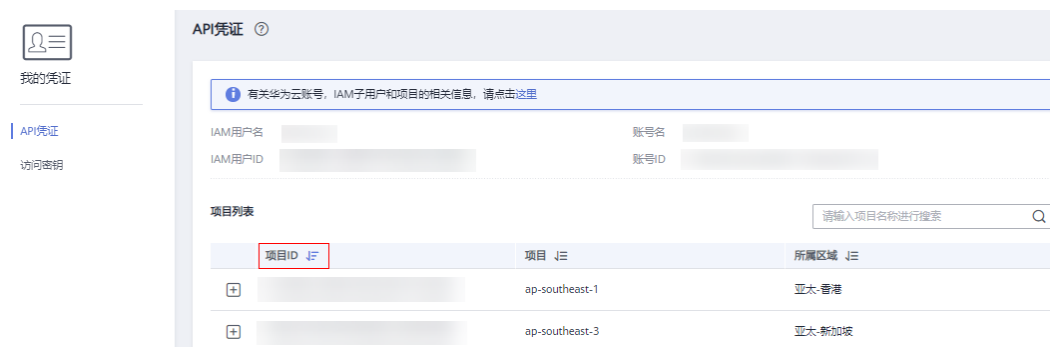 我的凭证
API凭证
访问密钥
API凭证 ?
有关华为云账号，IAM子用户和项目的相关信息，请点击这里
IAM用户名 账号名
IAM用户ID 账号ID
项目列表
请输入项目名称进行搜索
项目ID 项目 所属区域
ap-southeast-1 亚太-香港
ap-southeast-3 亚太-新加坡